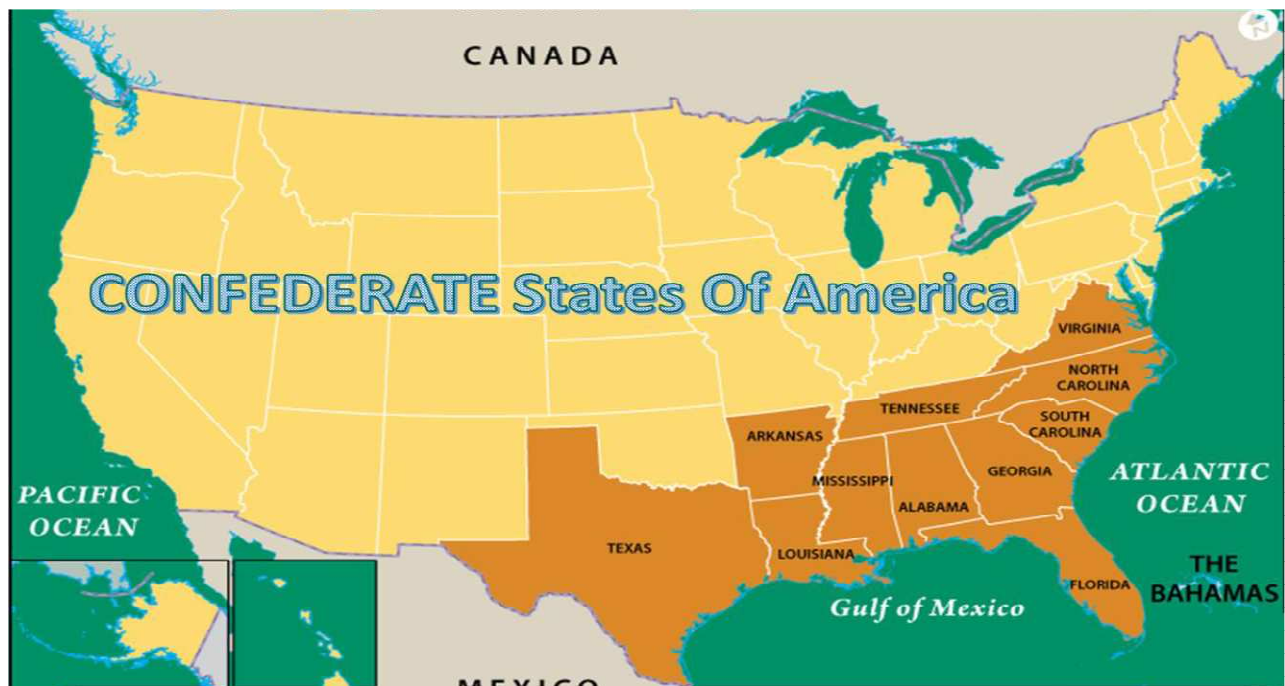 CANADA
CONFEDERATE States Of America
VIRGINIA
NORTH
CAROLINA
TENNESSEE
SOUTH
CAROLINA
ARKANSAS
MISSISSIPPI
ALABAMA
GEORGIA
ATLANTIC
OCEAN
PACIFIC
OCEAN
TEXAS
LOUISIANA
FLORIDA
THE
BAHAMAS
Gulf of Mexico
MEXICO